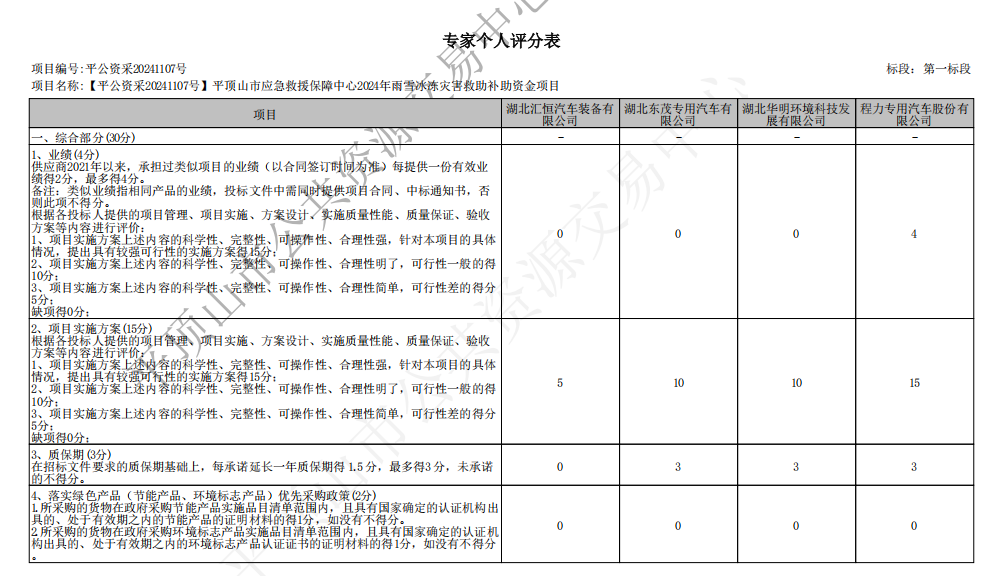 专家个人评分表
项目编号:平公资采20241107号
标段：第一标段
项目名称:【平公资采20241107号】平顶山市应急救援保障中心2024年雨雪冰冻灾害救助补助资金项目
项目
湖北汇恒汽车装备有
限公司
湖北东茂专用汽车有
限公司
湖北华明环境科技发
展有限公司
程力专用汽车股份有
限公司
一、综合部分(30分)
-
-
-
-
1、业绩(4分)
供应商2021年以来，承担过类似项目的业绩（以合同签订时间为准）每提供一份有效业
绩得2分，最多得4分。
备注：类似业绩指相同产品的业绩，投标文件中需同时提供项目合同、中标通知书，否
则此项不得分。
根据各投标人提供的项目管理、项目实施、方案设计、实施质量性能、质量保证、验收
方案等内容进行评价:
1、项目实施方案上述内容的科学性、完整性、可操作性、合理性强，针对本项目的具体
情况，提出具有较强可行性的实施方案得15分；
2、项目实施方案上述内容的科学性、完整性、可操作性、合理性明了，可行性一般的得
10分；
3、项目实施方案上述内容的科学性、完整性、可操作性、合理性简单，可行性差的得分
5分；
缺项得0分；
0
0
0
4
2、项目实施方案(15分)
根据各投标人提供的项目管理、项目实施、方案设计、实施质量性能、质量保证、验收
方案等内容进行评价:
1、项目实施方案上述内容的科学性、完整性、可操作性、合理性强，针对本项目的具体
情况，提出具有较强可行性的实施方案得15分；
2、项目实施方案上述内容的科学性、完整性、可操作性、合理性明了，可行性一般的得
10分；
3、项目实施方案上述内容的科学性、完整性、可操作性、合理性简单，可行性差的得分
5分；
缺项得0分；
5
10
10
15
3、质保期(3分)
在招标文件要求的质保期基础上，每承诺延长一年质保期得 1.5 分，最多得3 分，未承诺
的不得分。
0
3
3
3
4、落实绿色产品（节能产品、环境标志产品）优先采购政策(2分)
1.所采购的货物在政府采购节能产品实施品目清单范围内，且具有国家确定的认证机构出
具的、处于有效期之内的节能产品的证明材料的得1分，如没有不得分。
2.所采购的货物在政府采购环境标志产品实施品目清单范围内，且具有国家确定的认证机
构出具的、处于有效期之内的环境标志产品认证证书的证明材料的得1分，如没有不得分
。
0
0
0
0
平顶山市公共资源交易中心
平顶山市公共资源交易中心